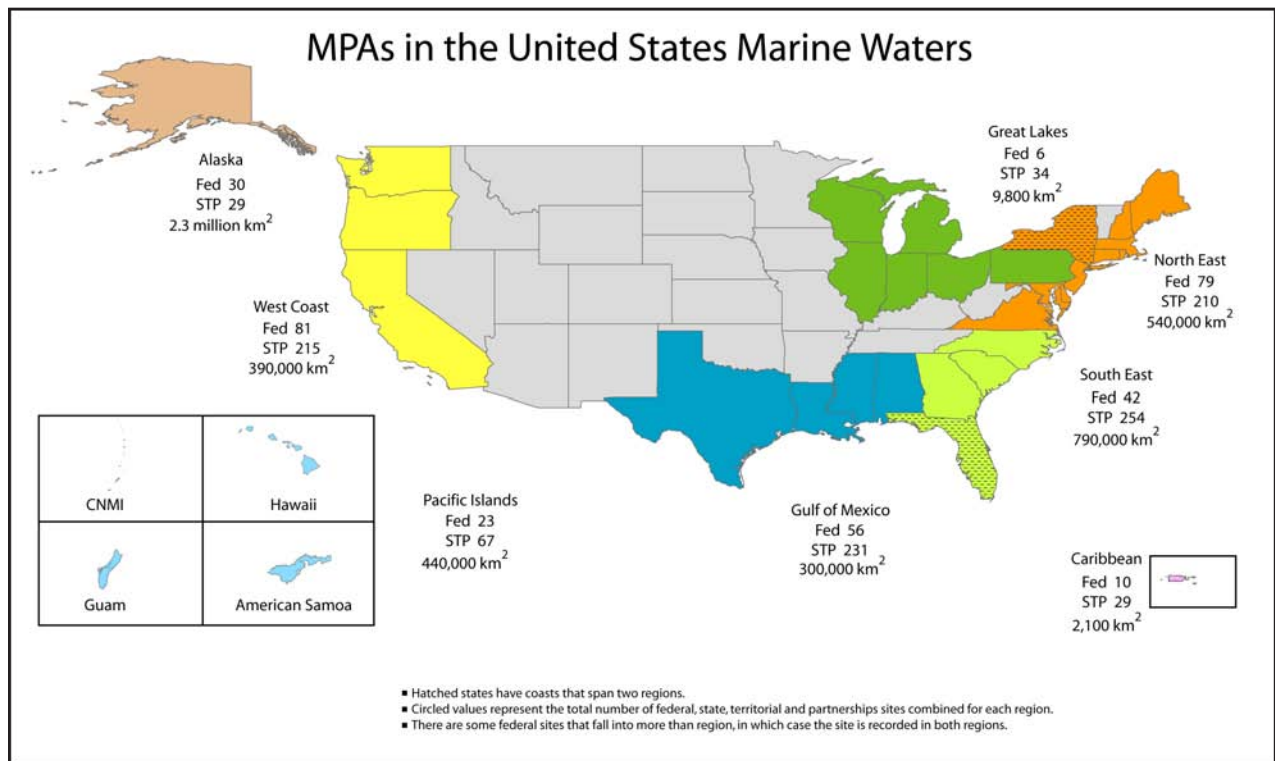 MPAs in the United States Marine Waters
Alaska
Fed 30
STP 29
2.3 million km2
Great Lakes
Fed 6
STP 34
9,800 km2
West Coast
Fed 81
STP 215
390,000 km2
North East
Fed 79
STP 210
540,000 km2
South East
Fed 42
STP 254
790,000 km2
CNMI
Hawaii
Guam
American Samoa
Pacific Islands
Fed 23
STP 67
440,000 km2
Gulf of Mexico
Fed 56
STP 231
300,000 km2
Caribbean
Fed 10
STP 29
2,100 km2
▪ Hatched states have coasts that span two regions.
▪ Circled values represent the total number of federal, state, territorial and partnerships sites combined for each region.
▪ There are some federal sites that fall into more than region, in which case the site is recorded in both regions.